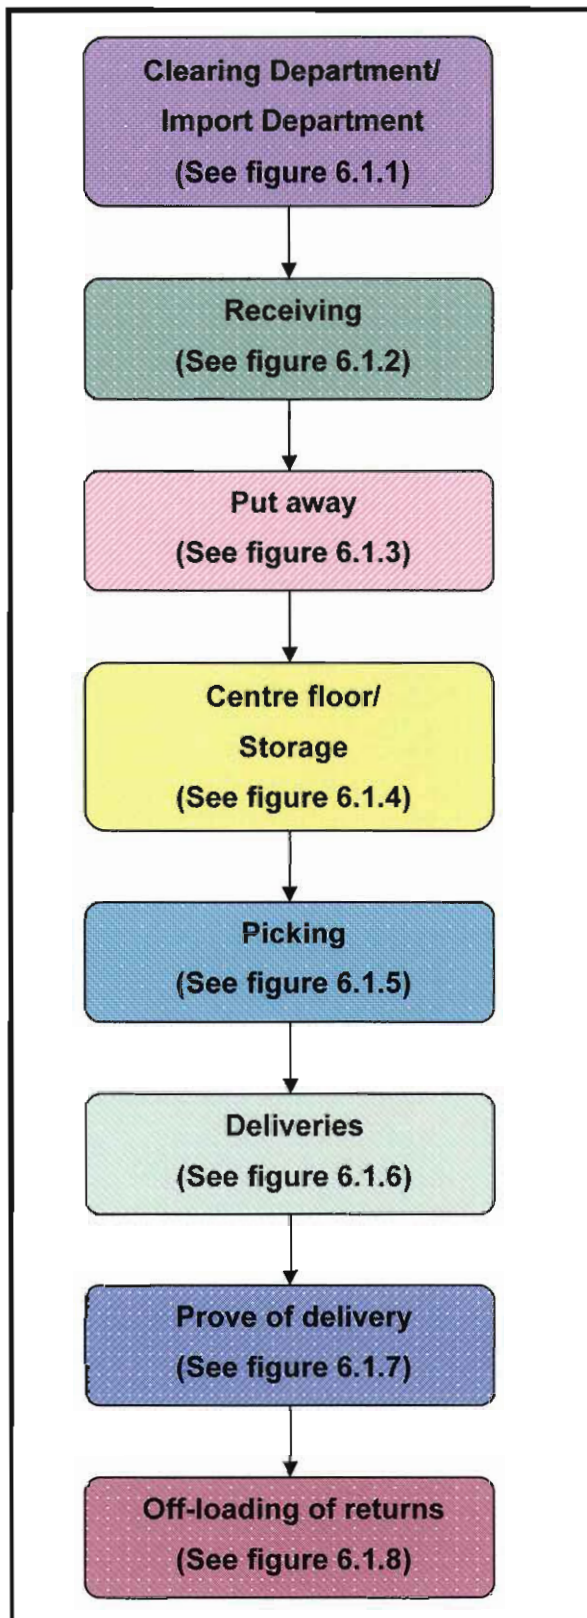 Clearing Department/
Import Department
(See figure 6.1.1)
Receiving
(See figure 6.1.2)
Put away
(See figure 6.1.3)
Centre floor/
Storage
(See figure 6.1.4)
Picking
(See figure 6.1.5)
Deliveries
(See figure 6.1.6)
Prove of delivery
(See figure 6.1.7)
Off-loading of returns
(See figure 6.1.8)